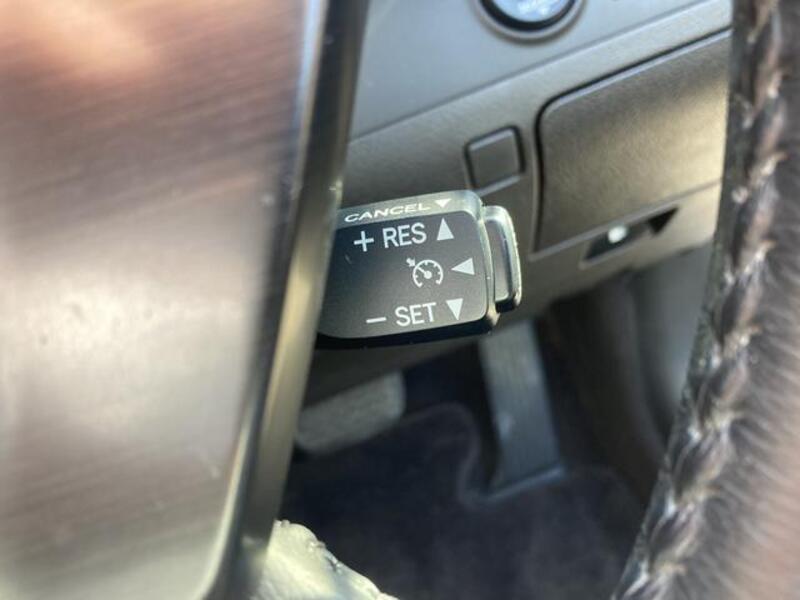 CANCEL ▼
+ RES ▲
◀
– SET ▼